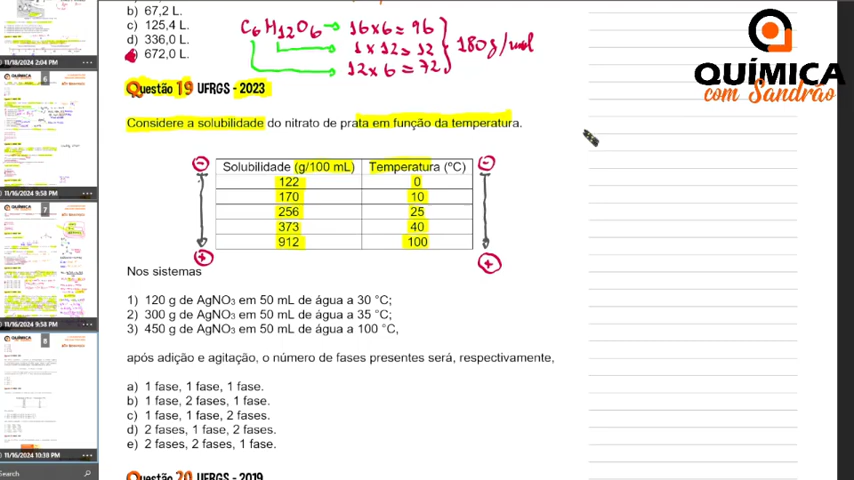 b) 67,2 L.
c) 125,4 L.
d) 336,0 L.
672,0 L.
C6H12O6 → 16x6 = 96
1x12 = 12
12x6 = 72
180g/mol
QUÍMICA
com Sandrão
Questão 19 UFRGS - 2023
Considere a solubilidade do nitrato de prata em função da temperatura.
Solubilidade (g/100 mL) Temperatura (ºC)
122 0
170 10
256 25
373 40
912 100
Nos sistemas
1) 120 g de AgNO3 em 50 mL de água a 30 °C;
2) 300 g de AgNO3 em 50 mL de água a 35 °C;
3) 450 g de AgNO3 em 50 mL de água a 100 °C,
após adição e agitação, o número de fases presentes será, respectivamente,
a) 1 fase, 1 fase, 1 fase.
b) 1 fase, 2 fases, 1 fase.
c) 1 fase, 1 fase, 2 fases.
d) 2 fases, 1 fase, 2 fases.
e) 2 fases, 2 fases, 1 fase.
Questão 20 UFRGS - 2019
11/16/2024 2:04 PM
6
11/16/2024 9:58 PM
7
11/16/2024 9:58 PM
8
11/16/2024 10:38 PM
Search